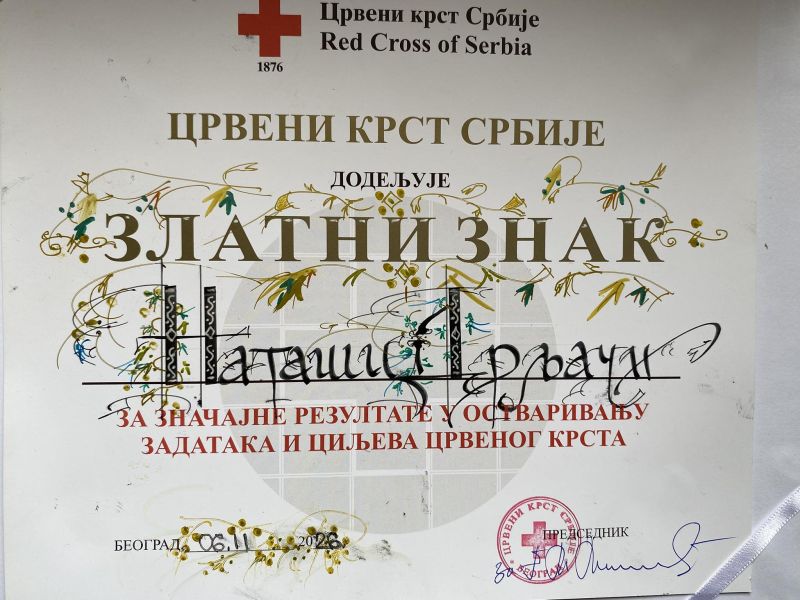 Црвени крст Србије
Red Cross of Serbia
1876
ЦРВЕНИ КРСТ СРБИЈЕ
ДОДЕЉУЈЕ
ЗЛАТНИ ЗНАК
Наташи
ЗА ЗНАЧАЈНЕ РЕЗУЛТАТЕ У ОСТВАРИВАЊУ
ЗАДАТАКА И ЦИЉЕВА ЦРВЕНОГ КРСТА
БЕОГРАД, 06.11
ПРЕДСЕДНИК
ЦРВЕНИ КРСТ СРБИЈЕ
БЕОГРАД
за